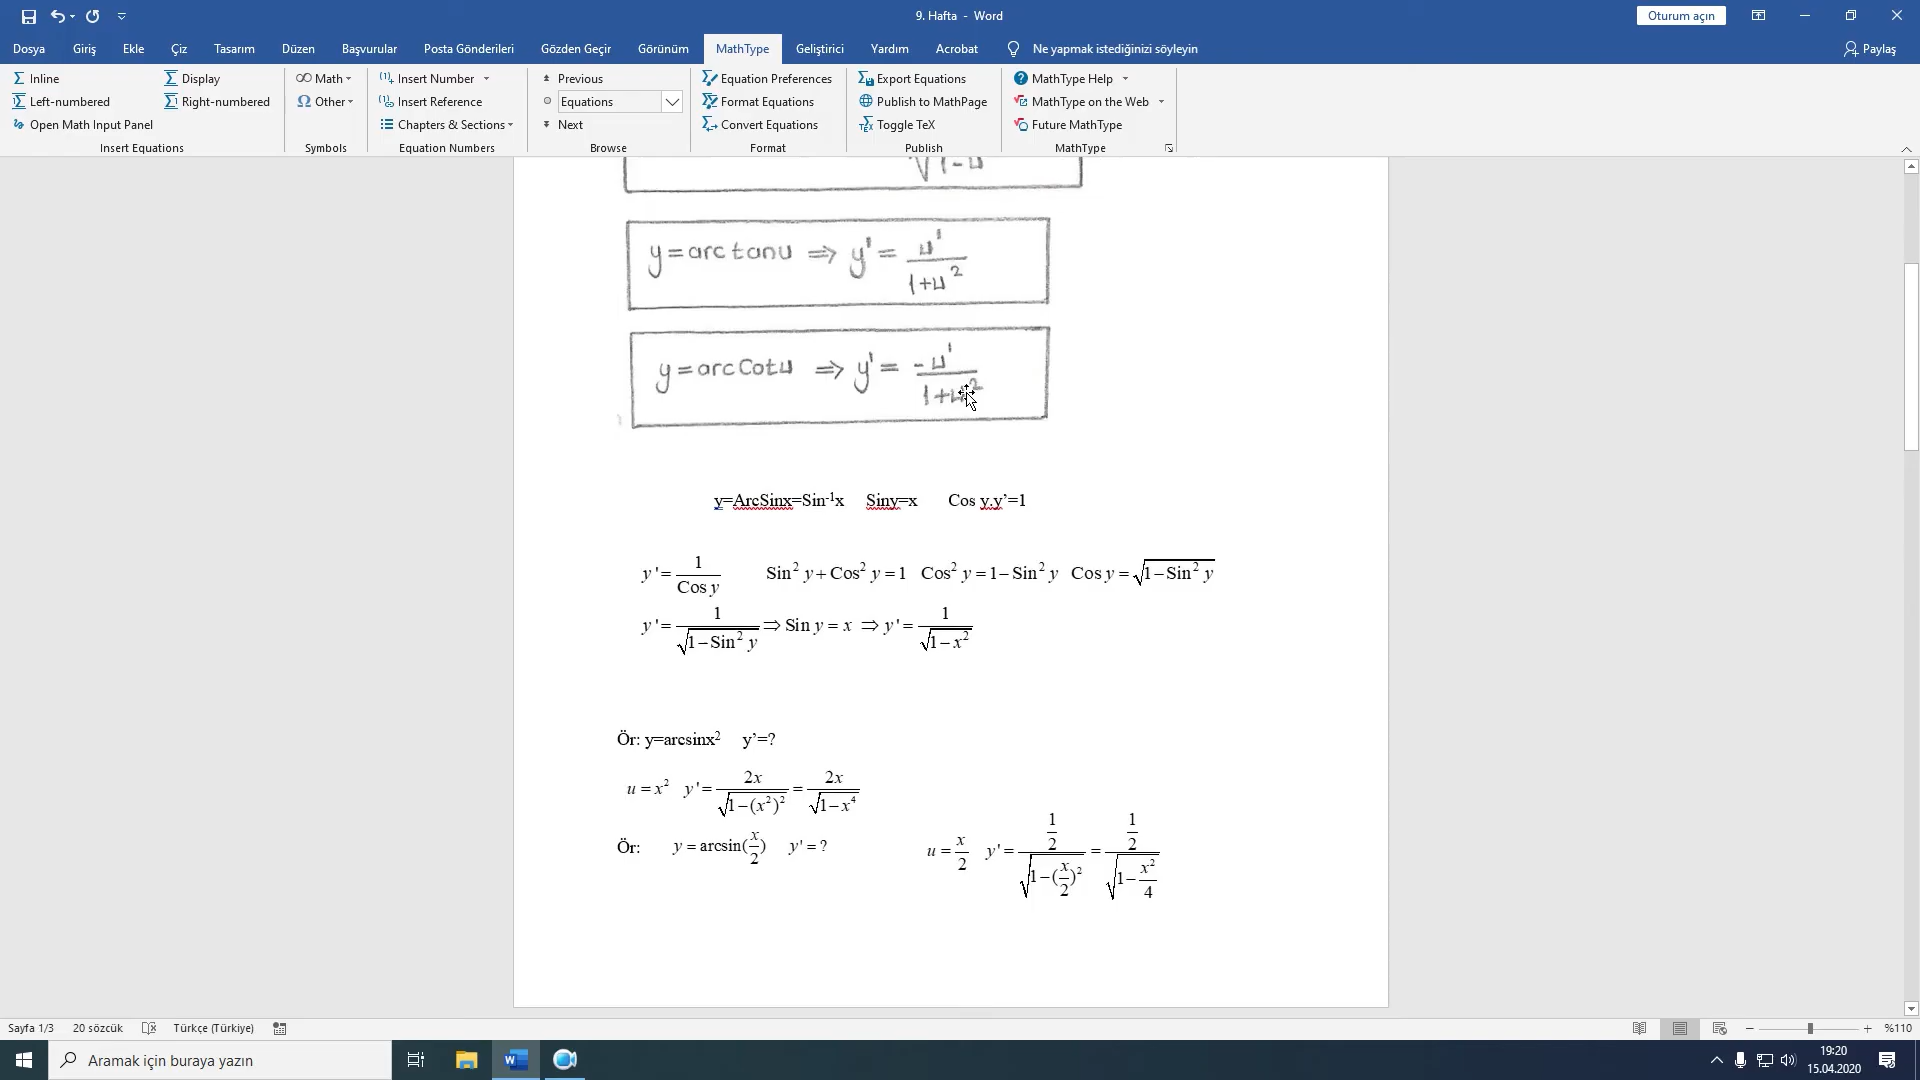 9. Hafta - Word
Oturum açın
Dosya Giriş Ekle Çiz Tasarım Düzen Başvurular Posta Gönderileri Gözden Geçir Görünüm MathType Geliştirici Yardım Acrobat Ne yapmak istediğinizi söyleyin Paylaş
Inline Display Math Insert Number Previous Equation Preferences Export Equations MathType Help
Left-numbered Right-numbered Other Insert Reference Equations Format Equations Publish to MathPage MathType on the Web
Open Math Input Panel Chapters & Sections Next Convert Equations Toggle TeX Future MathType
Insert Equations Symbols Equation Numbers Browse Format Publish MathType
√1-u
y=arctanu ⇒ y' = u'/(1+u²)
y=arcCotu ⇒ y' = -u'/(1+u²)
y=ArcSinx=Sin⁻¹x Siny=x Cos y.y’=1
y'= 1/(Cos y) Sin² y+Cos² y=1 Cos² y=1−Sin² y Cos y=√(1−Sin² y)
y'= 1/√(1−Sin² y) ⇒ Sin y = x ⇒ y'= 1/√(1−x²)
Ör: y=arcsinx² y’=?
u = x² y'= 2x/√(1−(x²)²) = 2x/√(1−x⁴)
Ör: y = arcsin(x/2) y'= ? u = x/2 y'= (1/2)/√(1−(x/2)²) = (1/2)/√(1−x²/4)
Sayfa 1/3 20 sözcük Türkçe (Türkiye) %110
Aramak için buraya yazın
19:20
15.04.2020